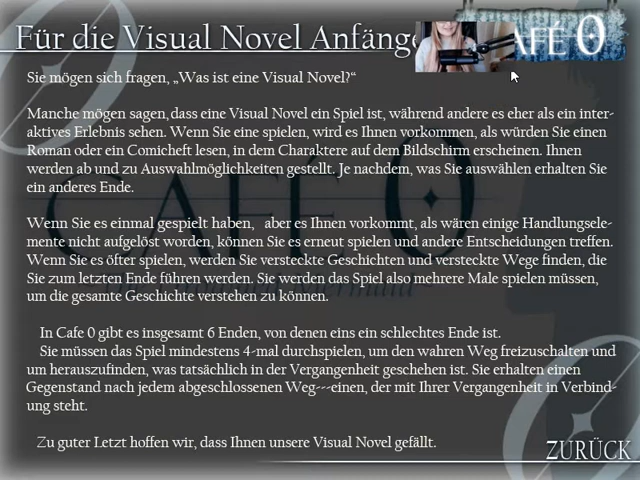 Für die Visual Novel Anfänge
AFÉ 0
Sie mögen sich fragen, „Was ist eine Visual Novel?“
Manche mögen sagen, dass eine Visual Novel ein Spiel ist, während andere es eher als ein inter-
aktives Erlebnis sehen. Wenn Sie eine spielen, wird es Ihnen vorkommen, als würden Sie einen
Roman oder ein Comicheft lesen, in dem Charaktere auf dem Bildschirm erscheinen. Ihnen
werden ab und zu Auswahlmöglichkeiten gestellt. Je nachdem, was Sie auswählen erhalten Sie
ein anderes Ende.
Wenn Sie es einmal gespielt haben, aber es Ihnen vorkommt, als wären einige Handlungsele-
mente nicht aufgelöst worden, können Sie es erneut spielen und andere Entscheidungen treffen.
Wenn Sie es öfter spielen, werden Sie versteckte Geschichten und versteckte Wege finden, die
Sie zum letzten Ende führen werden. Sie werden das Spiel also mehrere Male spielen müssen,
um die gesamte Geschichte verstehen zu können.
In Cafe 0 gibt es insgesamt 6 Enden, von denen eins ein schlechtes Ende ist.
Sie müssen das Spiel mindestens 4-mal durchspielen, um den wahren Weg freizuschalten und
um herauszufinden, was tatsächlich in der Vergangenheit geschehen ist. Sie erhalten einen
Gegenstand nach jedem abgeschlossenen Weg---einen, der mit Ihrer Vergangenheit in Verbind-
ung steht.
Zu guter Letzt hoffen wir, dass Ihnen unsere Visual Novel gefällt.
ZURÜCK